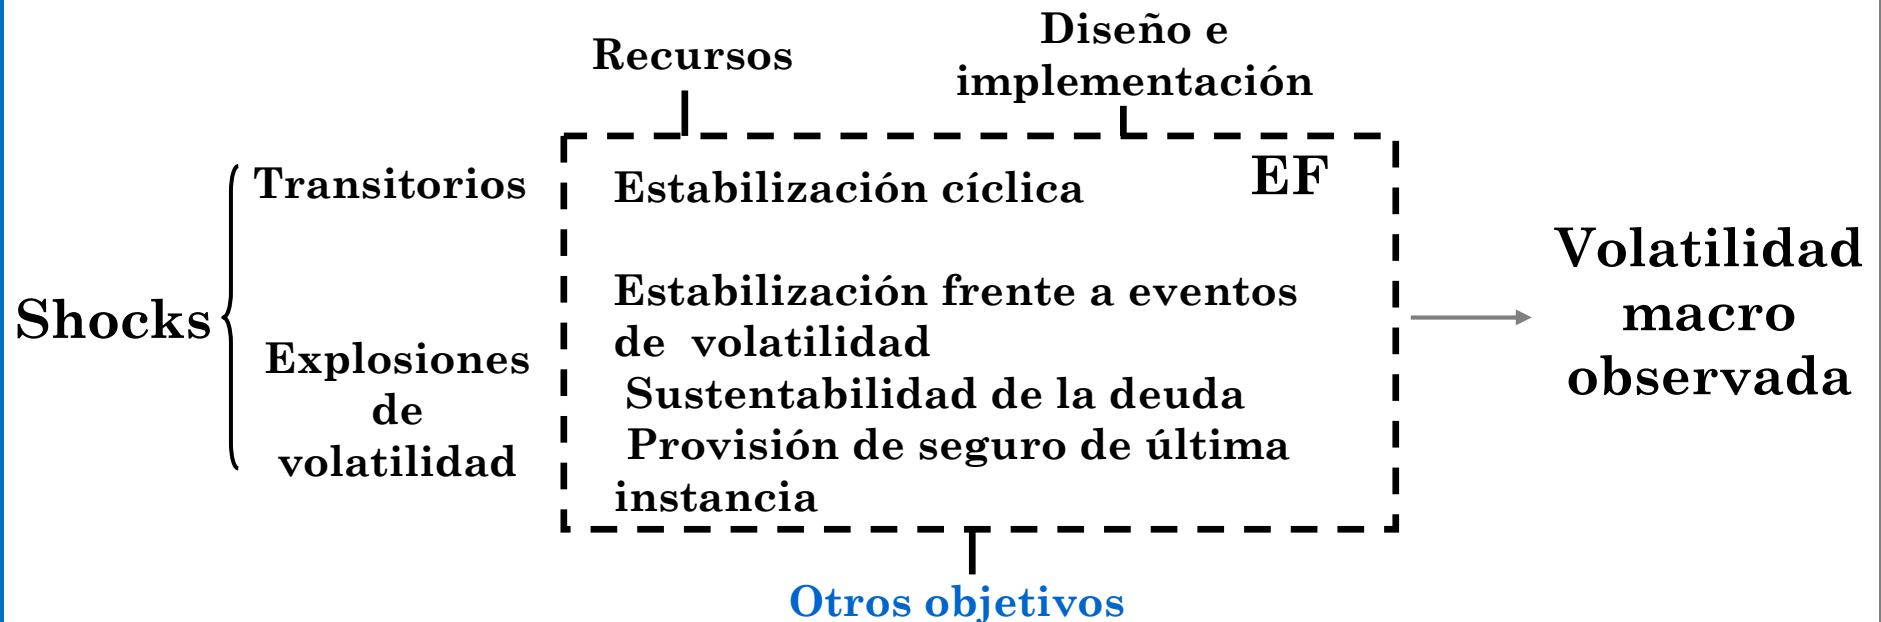 Recursos
Diseño e
implementación
Transitorios
Estabilización cíclica
EF
Shocks
Explosiones
de
volatilidad
Estabilización frente a eventos
de volatilidad
Sustentabilidad de la deuda
Provisión de seguro de última
instancia
Volatilidad
macro
observada
Otros objetivos